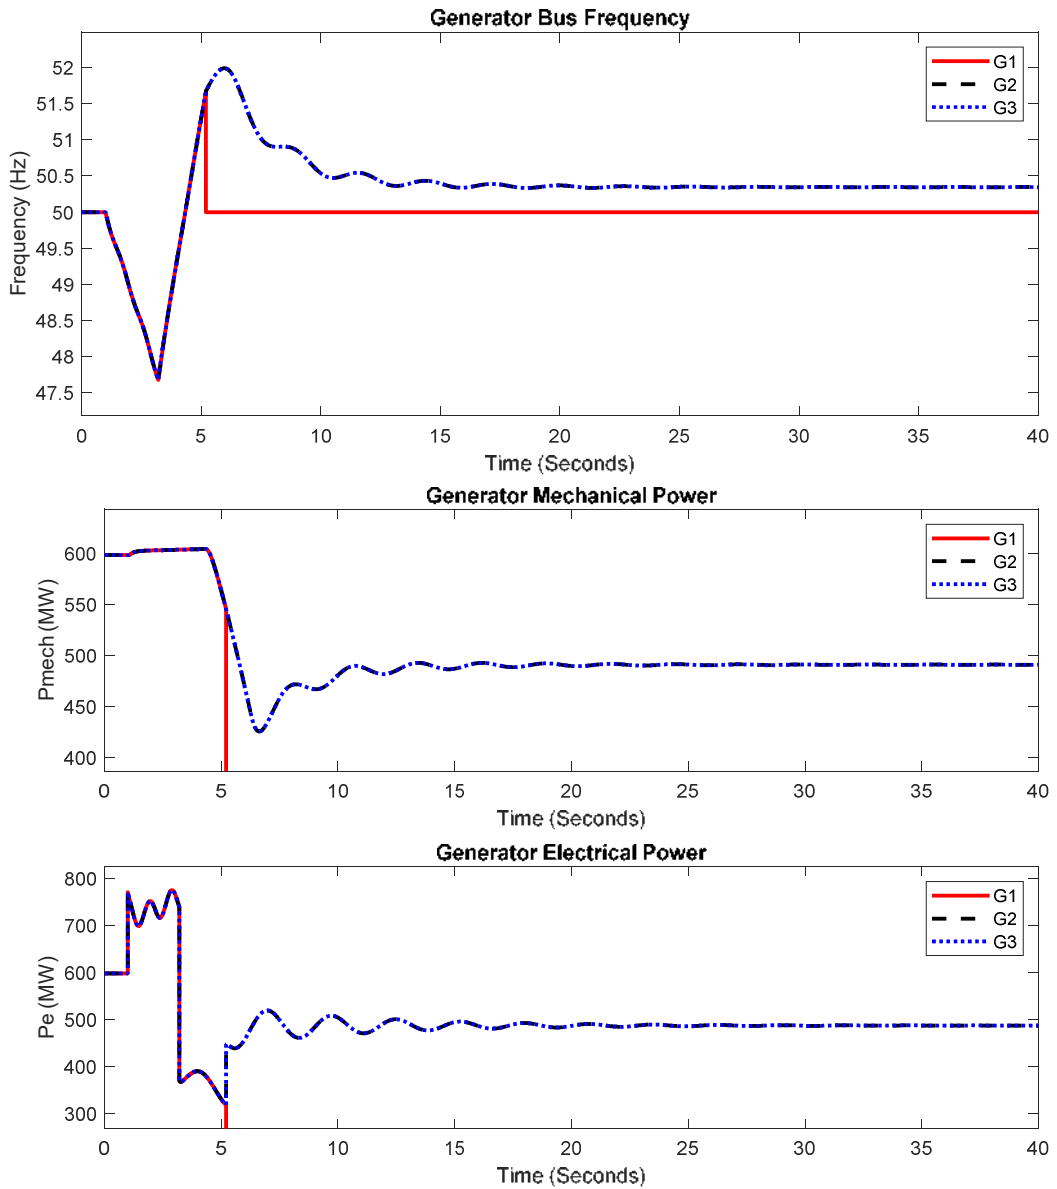 Generator Bus Frequency
52
51.5
51
50.5
50
49.5
49
48.5
48
47.5
Frequency (Hz)
G1
G2
G3
0 5 10 15 20 25 30 35 40
Time (Seconds)
Generator Mechanical Power
600
550
500
450
400
Pmech (MW)
G1
G2
G3
0 5 10 15 20 25 30 35 40
Time (Seconds)
Generator Electrical Power
800
700
600
500
400
300
Pe (MW)
G1
G2
G3
0 5 10 15 20 25 30 35 40
Time (Seconds)